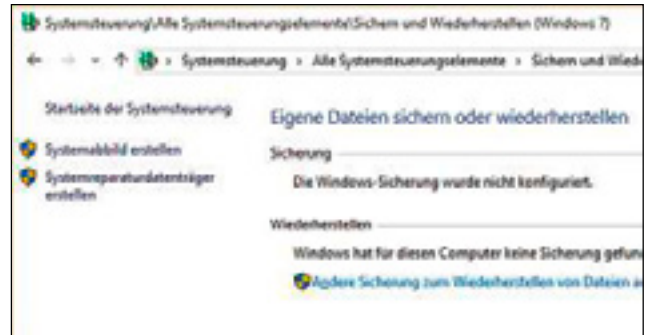 Systemsteuerung\Alle Systemsteuerungselemente\Sichern und Wiederherstellen (Windows 7)
Systemsteuerung › Alle Systemsteuerungselemente › Sichern und Wied
Startseite der Systemsteuerung
Systemabbild erstellen
Systemreparaturdatenträger
erstellen
Eigene Dateien sichern oder wiederherstellen
Sicherung
Die Windows-Sicherung wurde nicht konfiguriert.
Wiederherstellen
Windows hat für diesen Computer keine Sicherung gefun
Andere Sicherung zum Wiederherstellen von Dateien a